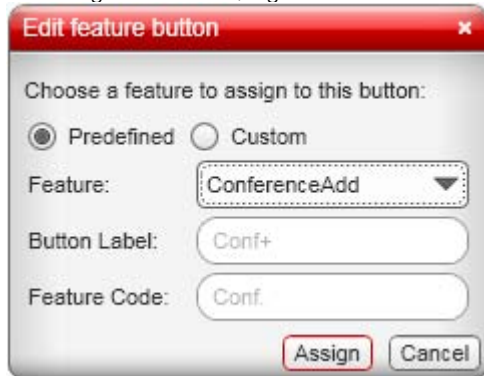 Edit feature button ×
Choose a feature to assign to this button:
Predefined Custom
Feature: ConferenceAdd
Button Label: Conf+
Feature Code: Conf.
Assign Cancel